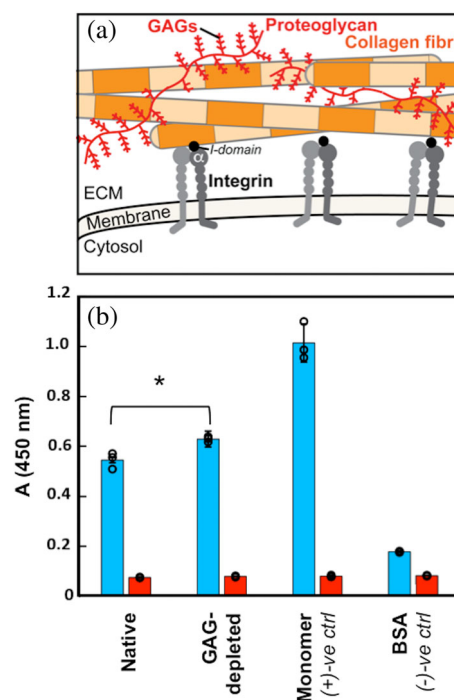 (a)
GAGs
Proteoglycan
Collagen fibr
I-domain
α
Integrin
ECM
Membrane
Cytosol
(b)
1.2
1.0
0.8
0.6
0.4
0.2
0
A (450 nm)
*
Native
GAG-
depleted
Monomer
(+)-ve ctrl
BSA
(-)-ve ctrl